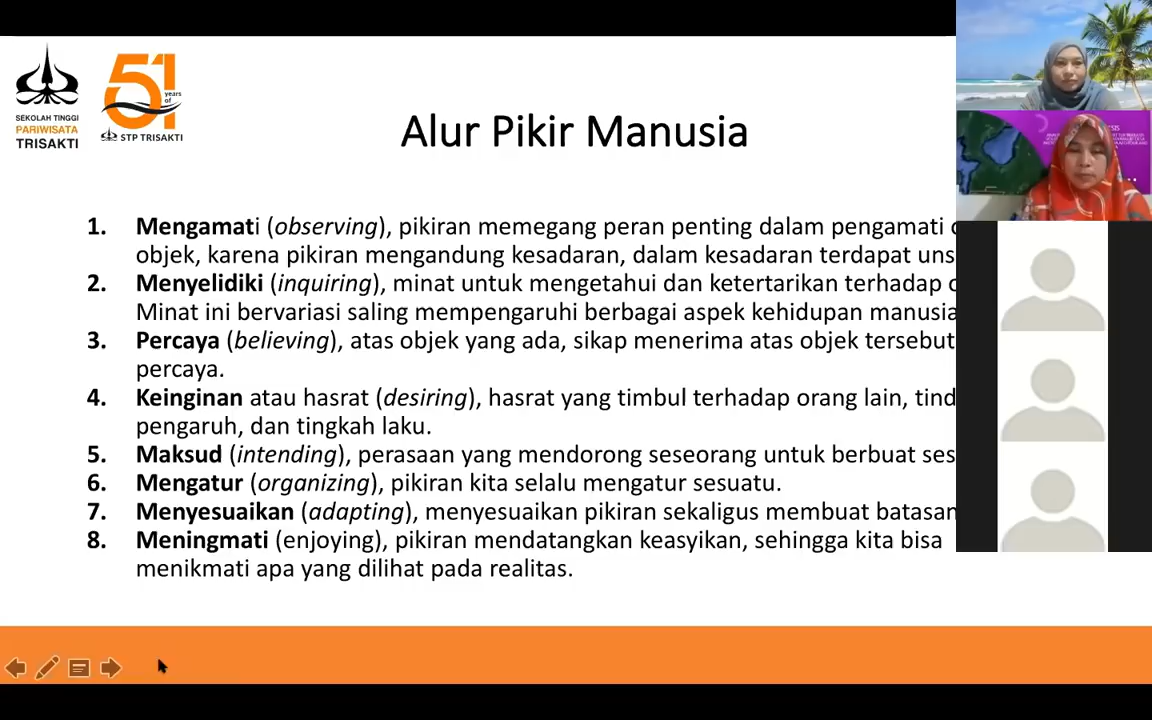 SEKOLAH TINGGI
PARIWISATA
TRISAKTI
51
years
of
STP TRISAKTI
Alur Pikir Manusia
1. Mengamati (observing), pikiran memegang peran penting dalam pengamati
objek, karena pikiran mengandung kesadaran, dalam kesadaran terdapat uns
2. Menyelidiki (inquiring), minat untuk mengetahui dan ketertarikan terhadap
Minat ini bervariasi saling mempengaruhi berbagai aspek kehidupan manusia
3. Percaya (believing), atas objek yang ada, sikap menerima atas objek tersebut
percaya.
4. Keinginan atau hasrat (desiring), hasrat yang timbul terhadap orang lain, tind
pengaruh, dan tingkah laku.
5. Maksud (intending), perasaan yang mendorong seseorang untuk berbuat ses
6. Mengatur (organizing), pikiran kita selalu mengatur sesuatu.
7. Menyesuaikan (adapting), menyesuaikan pikiran sekaligus membuat batasan
8. Meningmati (enjoying), pikiran mendatangkan keasyikan, sehingga kita bisa
menikmati apa yang dilihat pada realitas.